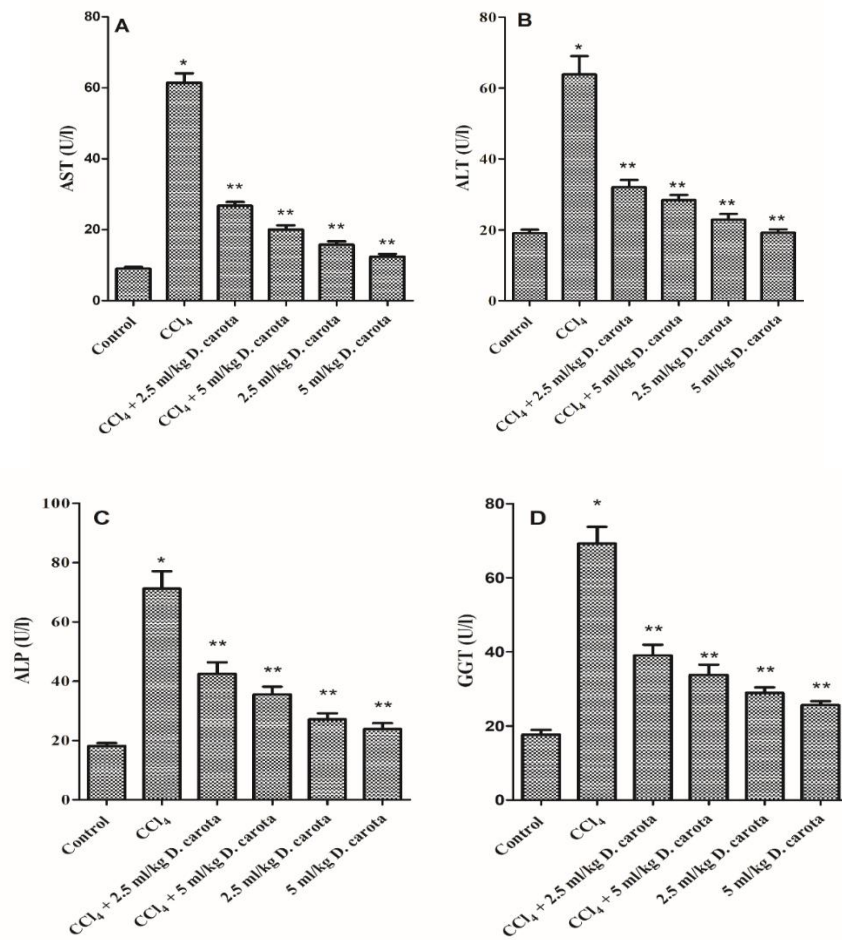 A
AST (U/l)
80
60
40
20
0
*
**
**
**
**
Control
CCl₄
CCl₄ + 2.5 ml/kg D. carota
CCl₄ + 5 ml/kg D. carota
2.5 ml/kg D. carota
5 ml/kg D. carota
B
ALT (U/l)
80
60
40
20
0
*
**
**
**
**
Control
CCl₄
CCl₄ + 2.5 ml/kg D. carota
CCl₄ + 5 ml/kg D. carota
2.5 ml/kg D. carota
5 ml/kg D. carota
C
ALP (U/l)
100
80
60
40
20
0
*
**
**
**
**
Control
CCl₄
CCl₄ + 2.5 ml/kg D. carota
CCl₄ + 5 ml/kg D. carota
2.5 ml/kg D. carota
5 ml/kg D. carota
D
GGT (U/l)
80
60
40
20
0
*
**
**
**
**
Control
CCl₄
CCl₄ + 2.5 ml/kg D. carota
CCl₄ + 5 ml/kg D. carota
2.5 ml/kg D. carota
5 ml/kg D. carota